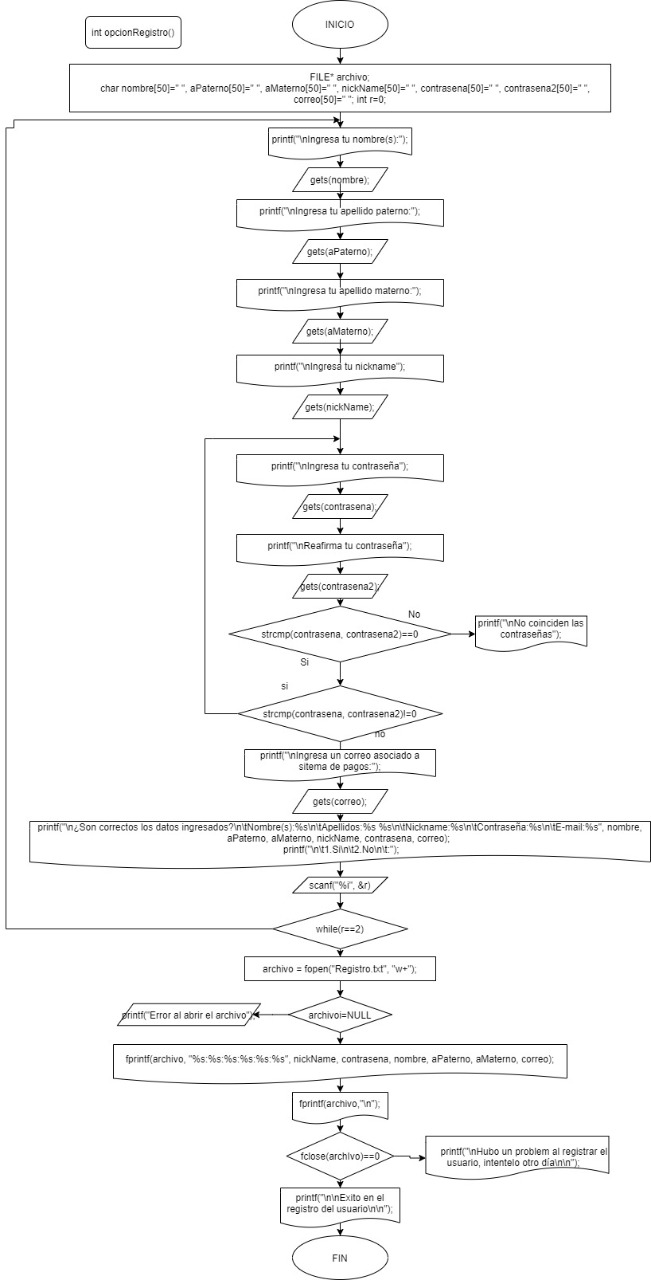 int opcionRegistro()
INICIO
FILE* archivo;
char nombre[50]=" ", aPaterno[50]=" ", aMaterno[50]=" ", nickName[50]=" ", contrasena[50]=" ", contrasena2[50]=" ",
correo[50]=" "; int r=0;
printf("\nIngresa tu nombre(s):");
gets(nombre);
printf("\nIngresa tu apellido paterno:");
gets(aPaterno);
printf("\nIngresa tu apellido materno:");
gets(aMaterno);
printf("\nIngresa tu nickname");
gets(nickName);
printf("\nIngresa tu contraseña");
gets(contrasena);
printf("\nReafirma tu contraseña");
gets(contrasena2);
No
strcmp(contrasena, contrasena2)==0
printf("\nNo coinciden las
contraseñas");
Si
si
strcmp(contrasena, contrasena2)!=0
no
printf("\nIngresa un correo asociado a
sitema de pagos:");
gets(correo);
printf("\n¿Son correctos los datos ingresados?\n\tNombre(s):%s\n\tApellidos:%s %s\n\tNickname:%s\n\tContraseña:%s\n\tE-mail:%s", nombre,
aPaterno, aMaterno, nickName, contrasena, correo);
printf("\n\t1.Si\n\t2.No\n\t:");
scanf("%i", &r)
while(r==2)
archivo = fopen("Registro.txt", "w+");
archivoi=NULL
printf("Error al abrir el archivo");
fprintf(archivo, "%s:%s:%s:%s:%s:%s", nickName, contrasena, nombre, aPaterno, aMaterno, correo);
fprintf(archivo,"\n");
fclose(archivo)==0
printf("\nHubo un problem al registrar el
usuario, intentelo otro día\n\n");
printf("\n\nExito en el
registro del usuario\n\n");
FIN